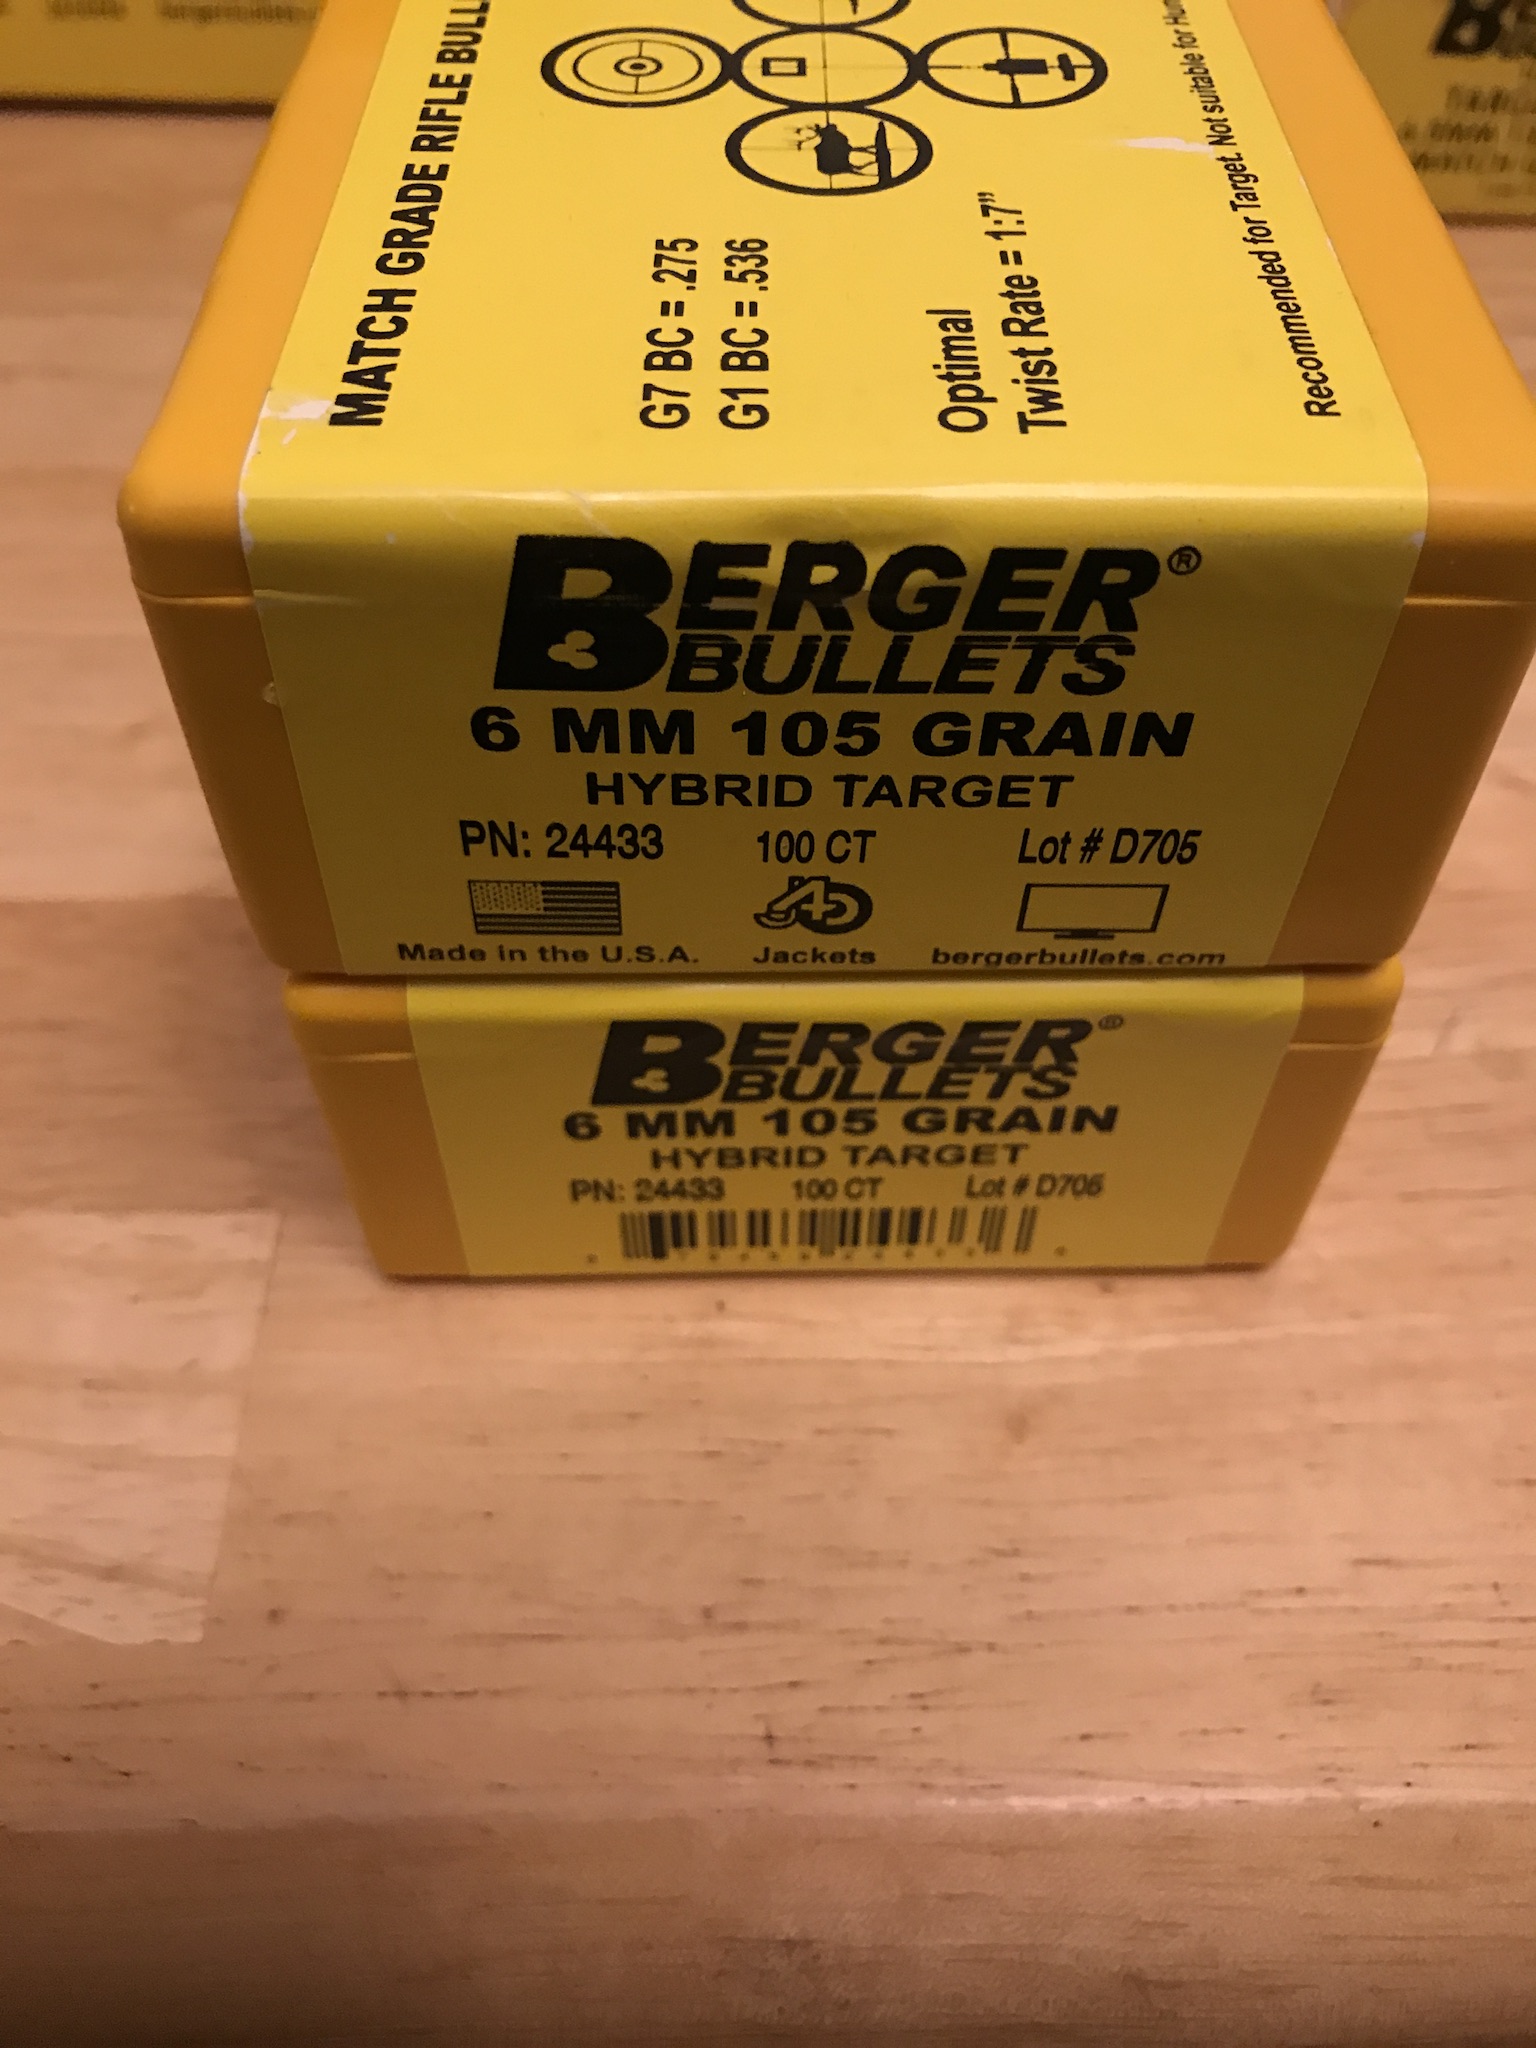 MATCH GRADE RIFLE
G7 BC = .275
G1 BC = .536
Optimal
Twist Rate = 1:7”
Recommended for Target. Not suitable for
BERGER®
BULLETS
6 MM 105 GRAIN
HYBRID TARGET
PN: 24433 100 CT Lot # D705
J4
Made in the U.S.A. Jackets bergerbullets.com
BERGER®
BULLETS
6 MM 105 GRAIN
HYBRID TARGET
PN: 24433 100 CT Lot # D705